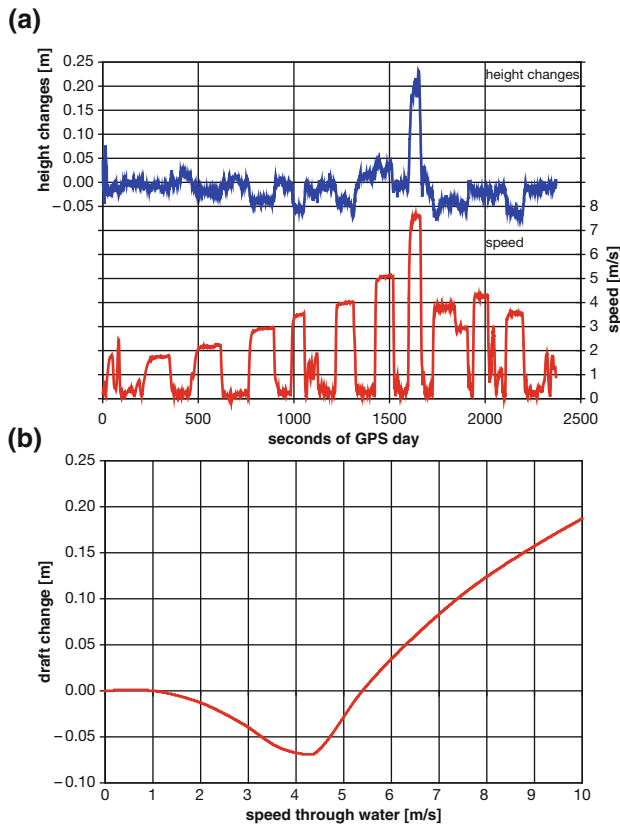 (a)
height changes [m]
0.25
0.20
0.15
0.10
0.05
0.00
−0.05
height changes
speed
8
7
6
5
4
3
2
1
0
speed [m/s]
0 500 1000 1500 2000 2500
seconds of GPS day
(b)
draft change [m]
0.25
0.20
0.15
0.10
0.05
0.00
−0.05
−0.10
0 1 2 3 4 5 6 7 8 9 10
speed through water [m/s]